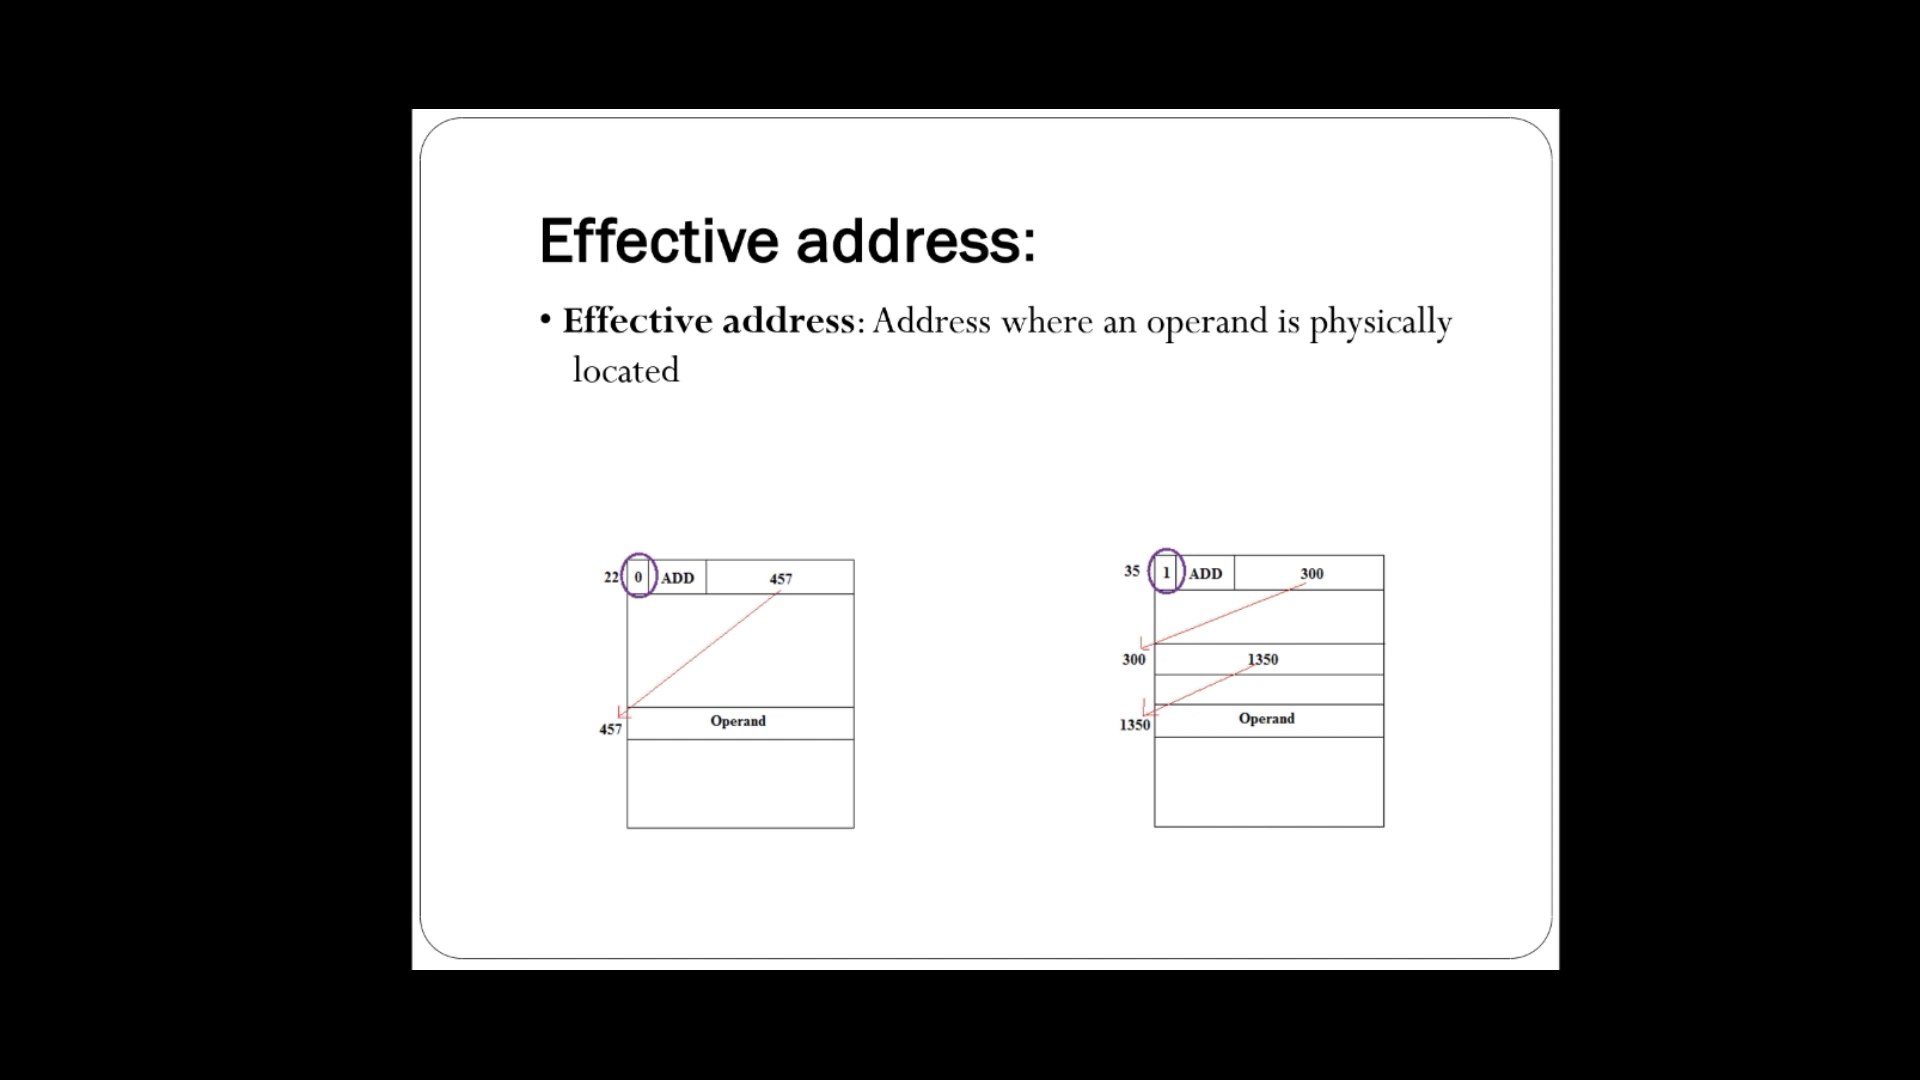 Effective address:
• Effective address: Address where an operand is physically
located
22 0 ADD 457
457 Operand
35 1 ADD 300
300 1350
1350 Operand